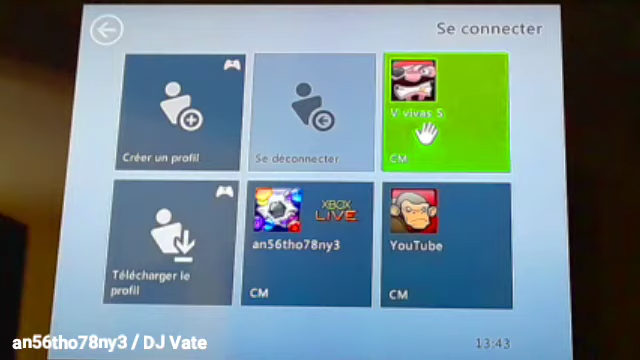 Se connecter
Créer un profil
Se déconnecter
V vivas S
CM
Télécharger le
profil
XBOX
LIVE
an56tho78ny3
CM
YouTube
CM
13:43
an56tho78ny3 / DJ Vate